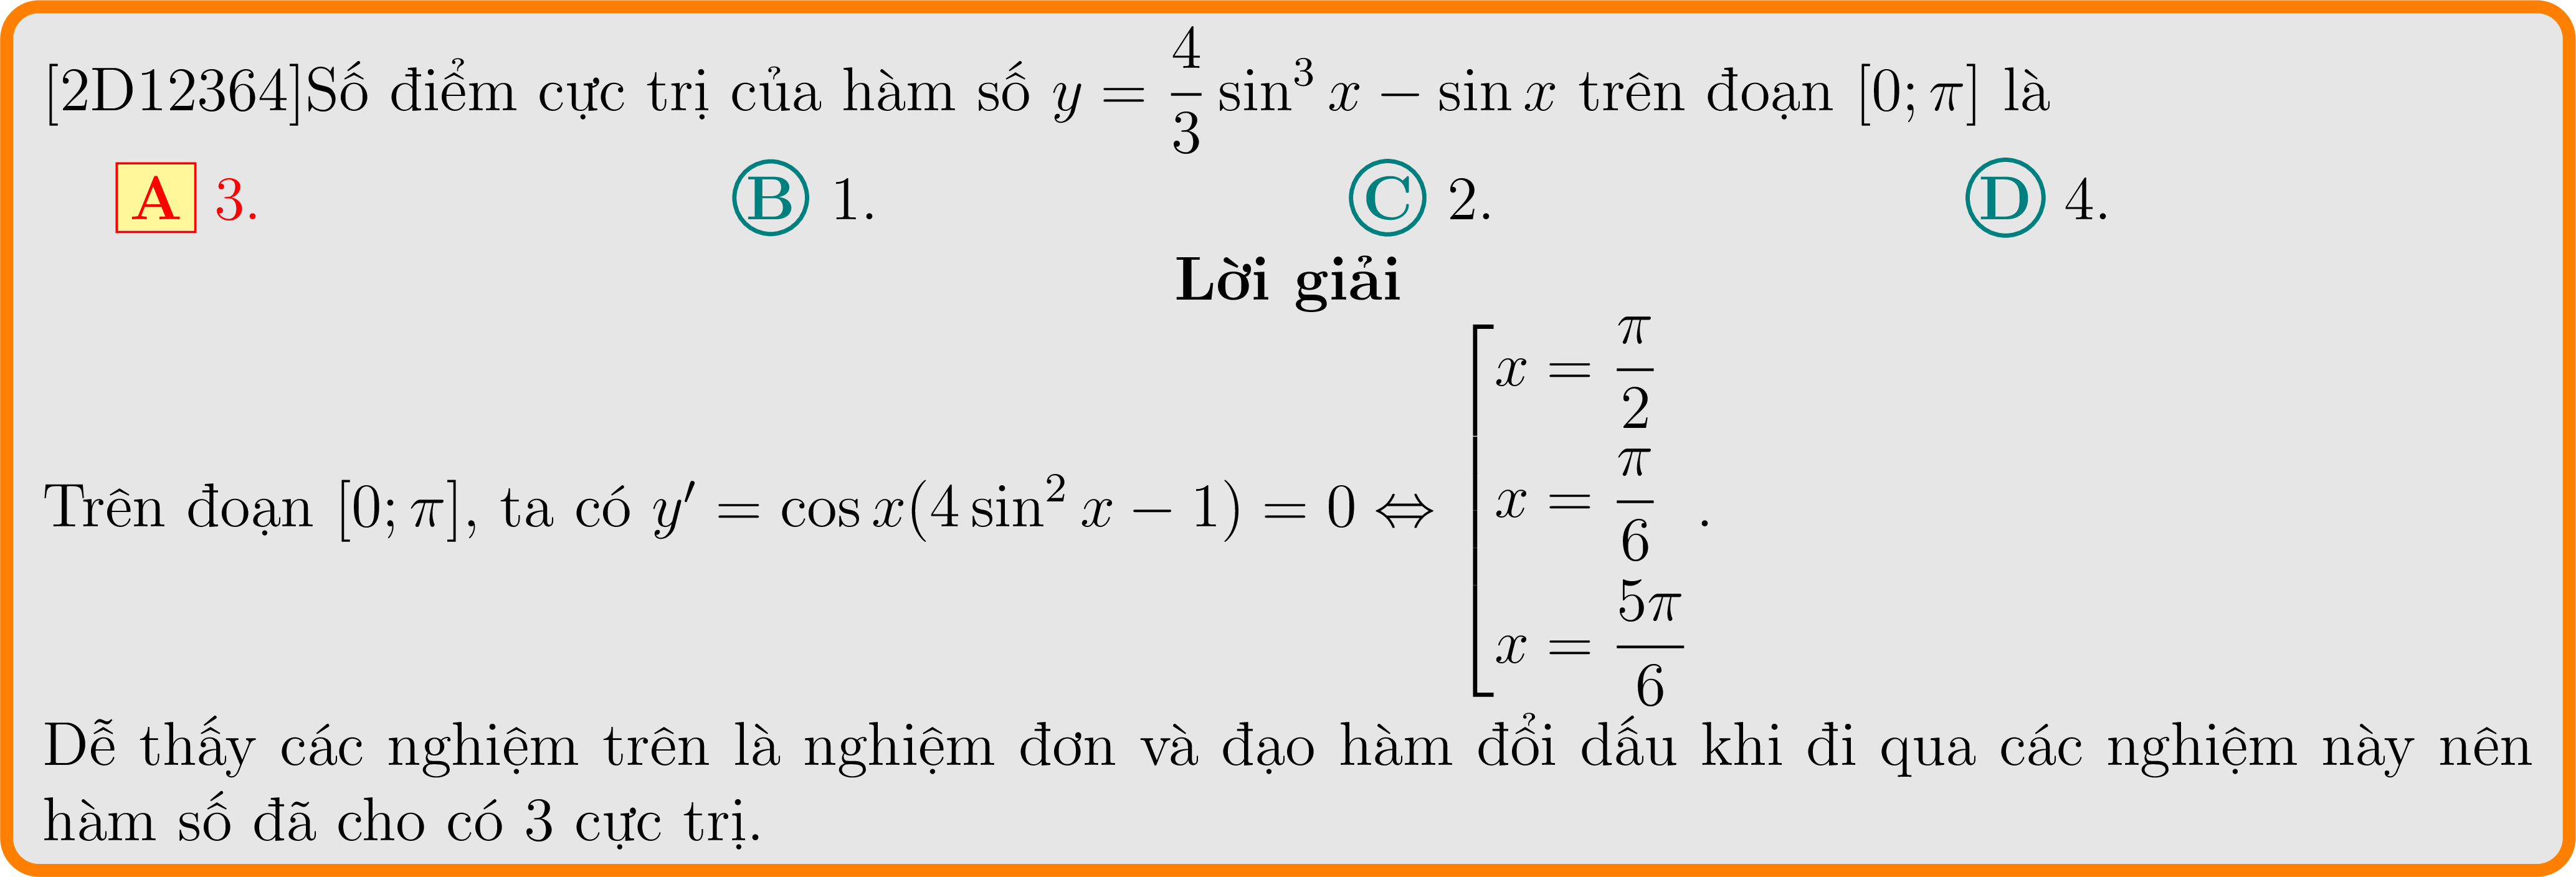 [2D12364]Số điểm cực trị của hàm số $y = \dfrac{4}{3}\sin^3 x - \sin x$ trên đoạn $[0; \pi]$ là
A 3. B 1. C 2. D 4.
Lời giải
Trên đoạn $[0; \pi]$, ta có $y' = \cos x(4\sin^2 x - 1) = 0 \Leftrightarrow \left[\begin{array}{l} x = \dfrac{\pi}{2} \\ x = \dfrac{\pi}{6} \\ x = \dfrac{5\pi}{6} \end{array}\right.$.
Dễ thấy các nghiệm trên là nghiệm đơn và đạo hàm đổi dấu khi đi qua các nghiệm này nên
hàm số đã cho có 3 cực trị.